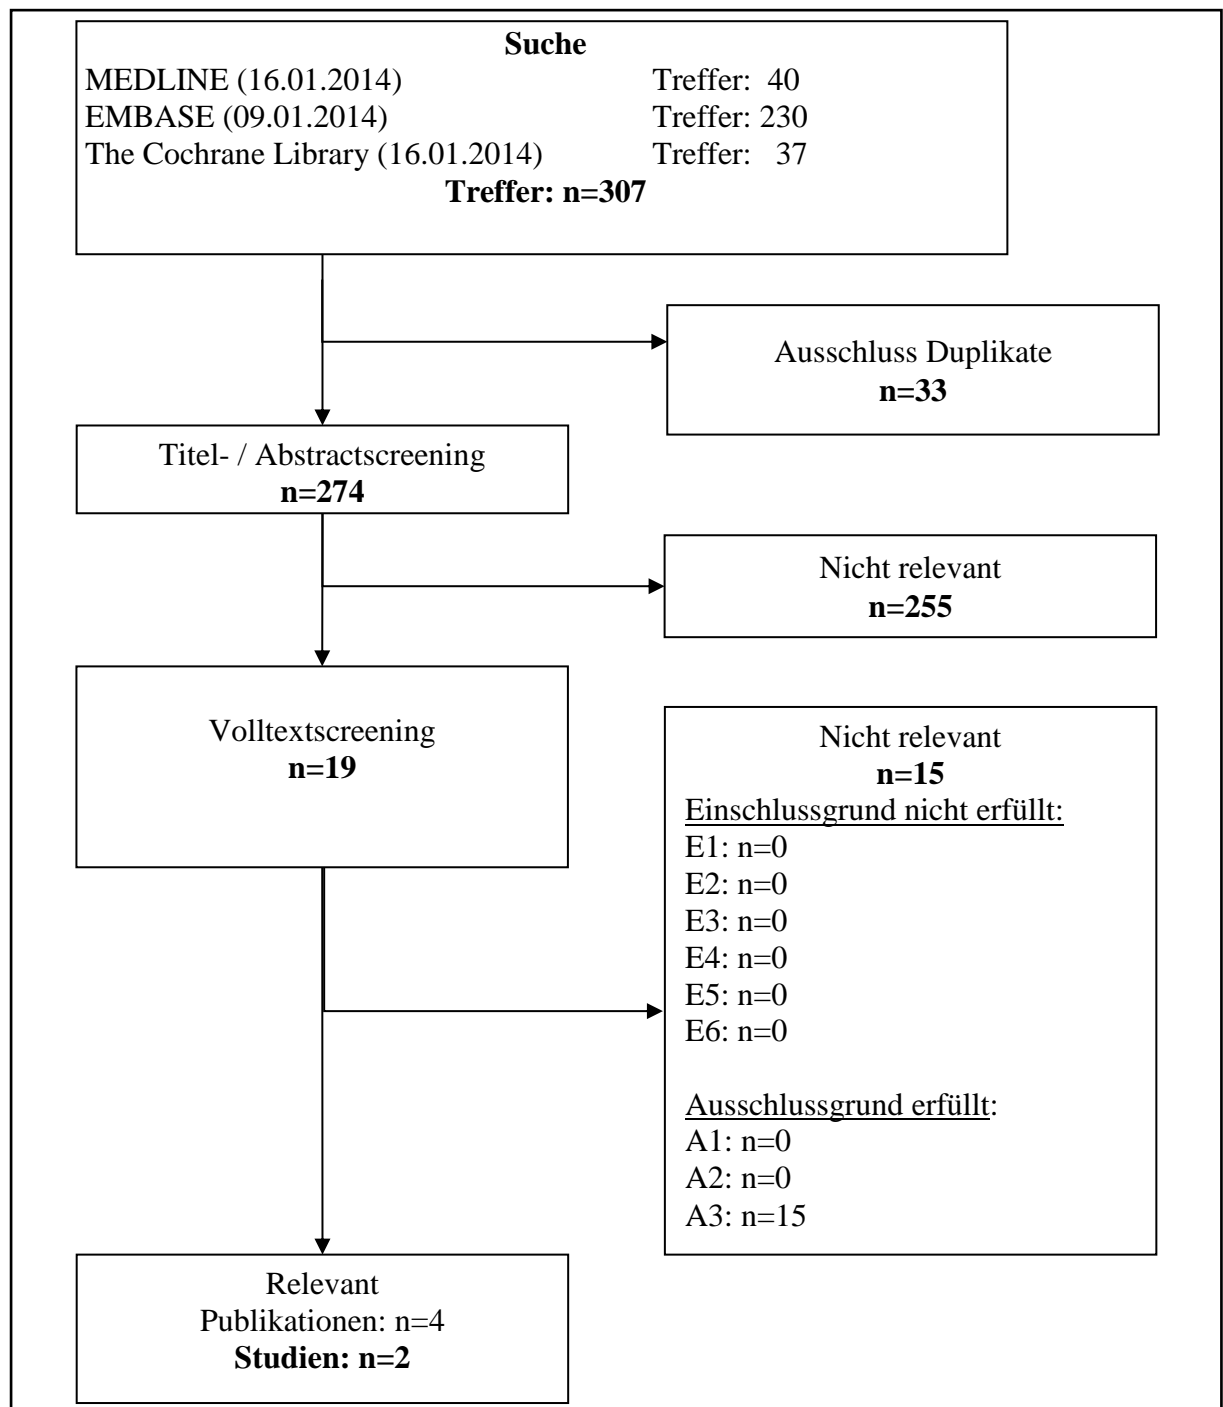 Suche
MEDLINE (16.01.2014) Treffer: 40
EMBASE (09.01.2014) Treffer: 230
The Cochrane Library (16.01.2014) Treffer: 37
Treffer: n=307
Ausschluss Duplikate
n=33
Titel- / Abstractscreening
n=274
Nicht relevant
n=255
Volltextscreening
n=19
Nicht relevant
n=15
Einschlussgrund nicht erfüllt:
E1: n=0
E2: n=0
E3: n=0
E4: n=0
E5: n=0
E6: n=0
Ausschlussgrund erfüllt:
A1: n=0
A2: n=0
A3: n=15
Relevant
Publikationen: n=4
Studien: n=2